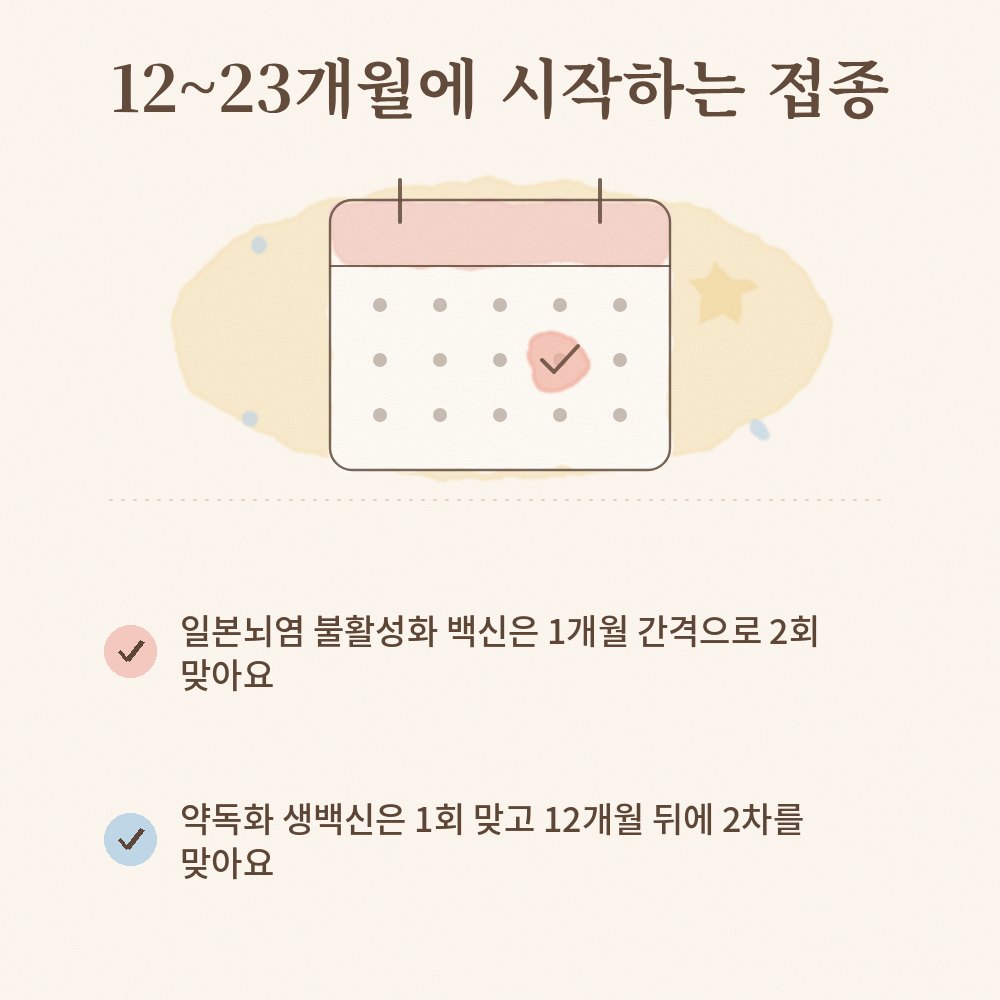 12~23개월에 시작하는 접종
일본뇌염 불활성화 백신은 1개월 간격으로 2회
맞아요
약독화 생백신은 1회 맞고 12개월 뒤에 2차를
맞아요